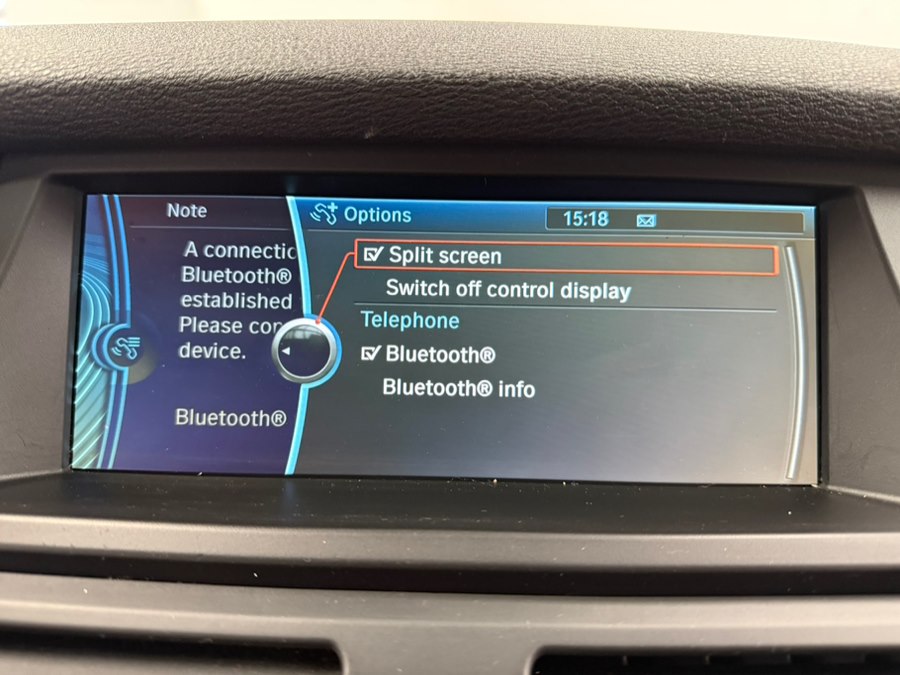 Note
A connectio
Bluetooth®
established
Please con
device.
Bluetooth®
Options
15:18
Split screen
Switch off control display
Telephone
Bluetooth®
Bluetooth® info